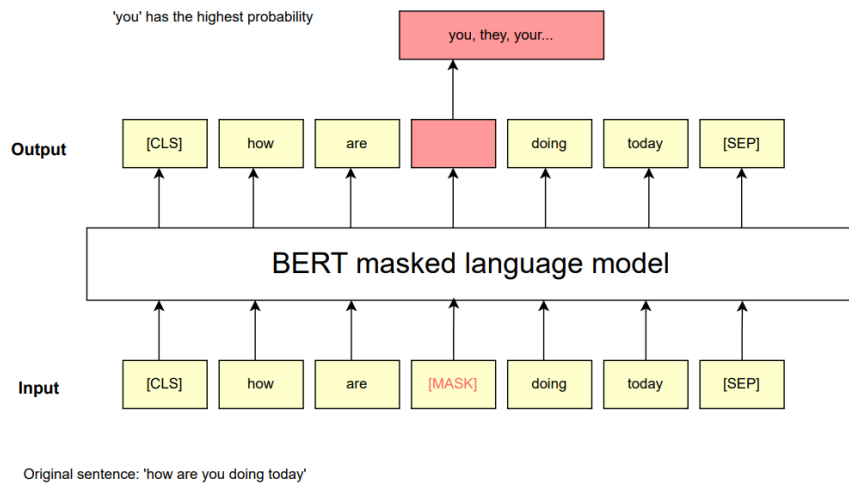 'you' has the highest probability
you, they, your...
Output
[CLS] how are doing today [SEP]
BERT masked language model
Input
[CLS] how are [MASK] doing today [SEP]
Original sentence: 'how are you doing today'